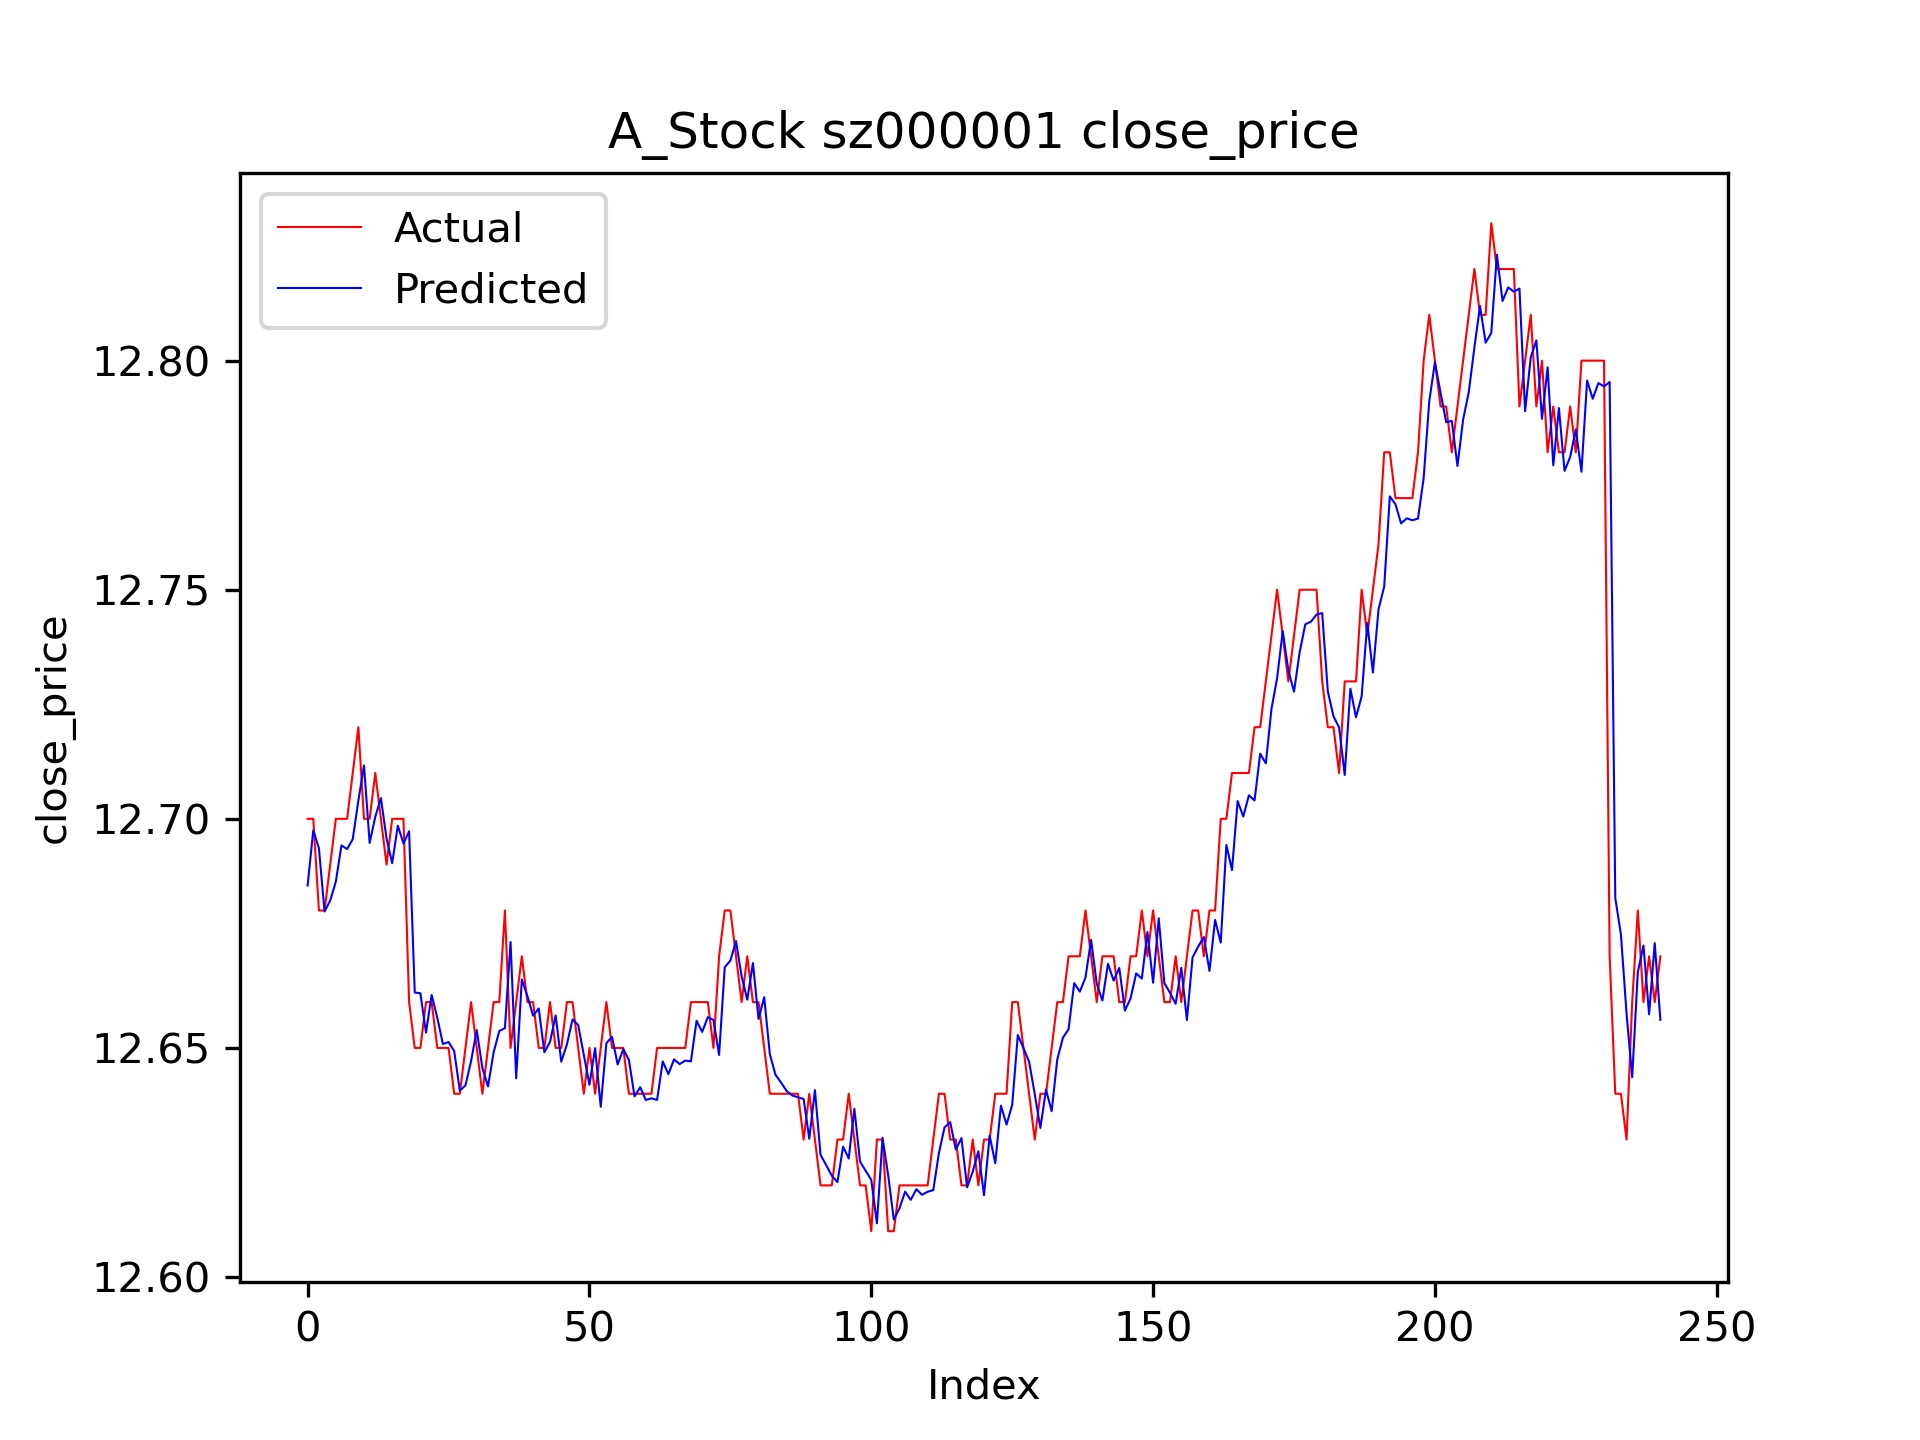 A_Stock sz000001 close_price
Actual
Predicted
12.80
12.75
12.70
12.65
12.60
close_price
0 50 100 150 200 250
Index